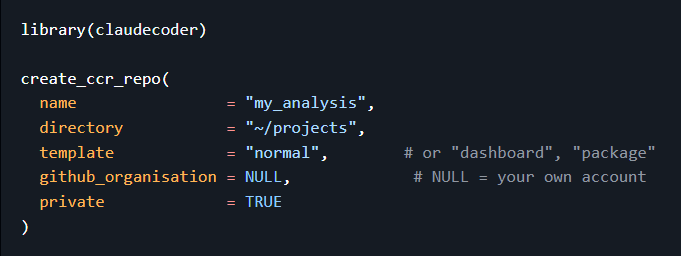 library(claudecoder)

create_ccr_repo(
  name                = "my_analysis",
  directory           = "~/projects",
  template            = "normal",       # or "dashboard", "package"
  github_organisation = NULL,            # NULL = your own account
  private             = TRUE
)